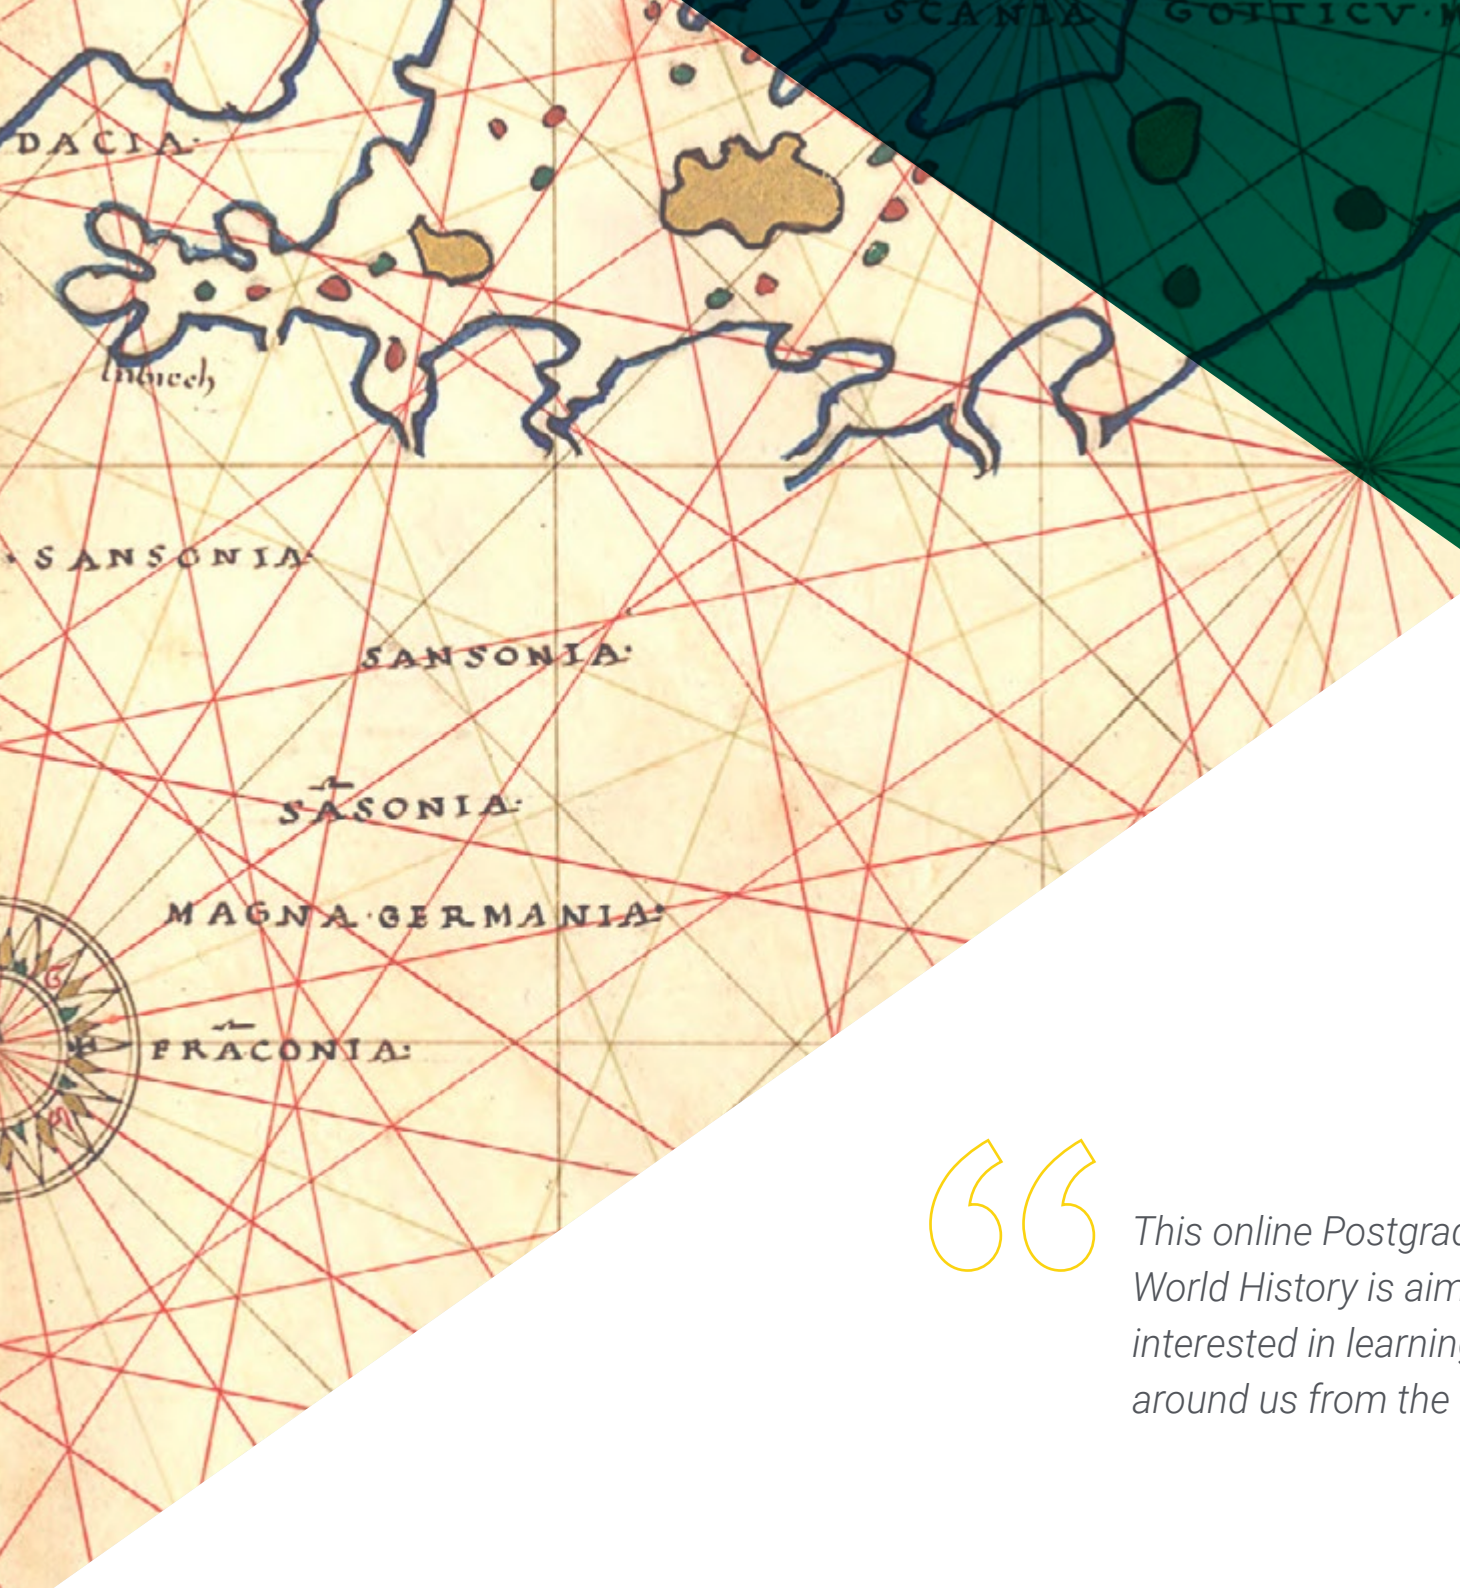 SCANIA GOTTICV·
DACIA·
lubiech
·SANSONIA·
SANSONIA·
SASONIA·
MAGNA·GERMANIA:
FRACONIA:
This online Postgrad
World History is aim
interested in learning
around us from the